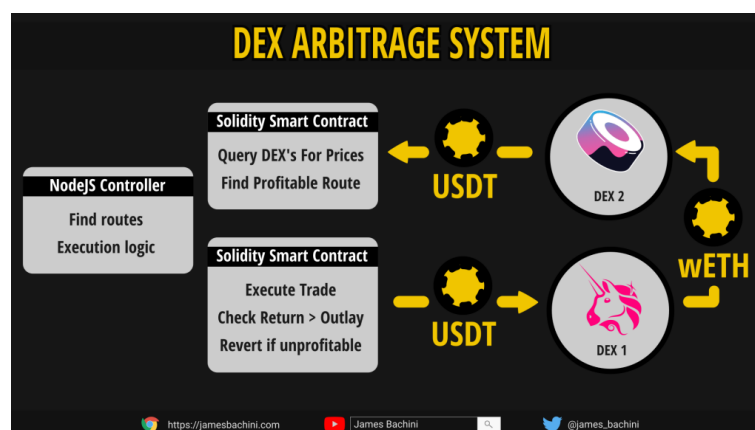 DEX ARBITRAGE SYSTEM
NodeJS Controller
Find routes
Execution logic
Solidity Smart Contract
Query DEX's For Prices
Find Profitable Route
Solidity Smart Contract
Execute Trade
Check Return > Outlay
Revert if unprofitable
USDT
USDT
DEX 2
wETH
DEX 1
https://jamesbachini.com
James Bachini
@james_bachini